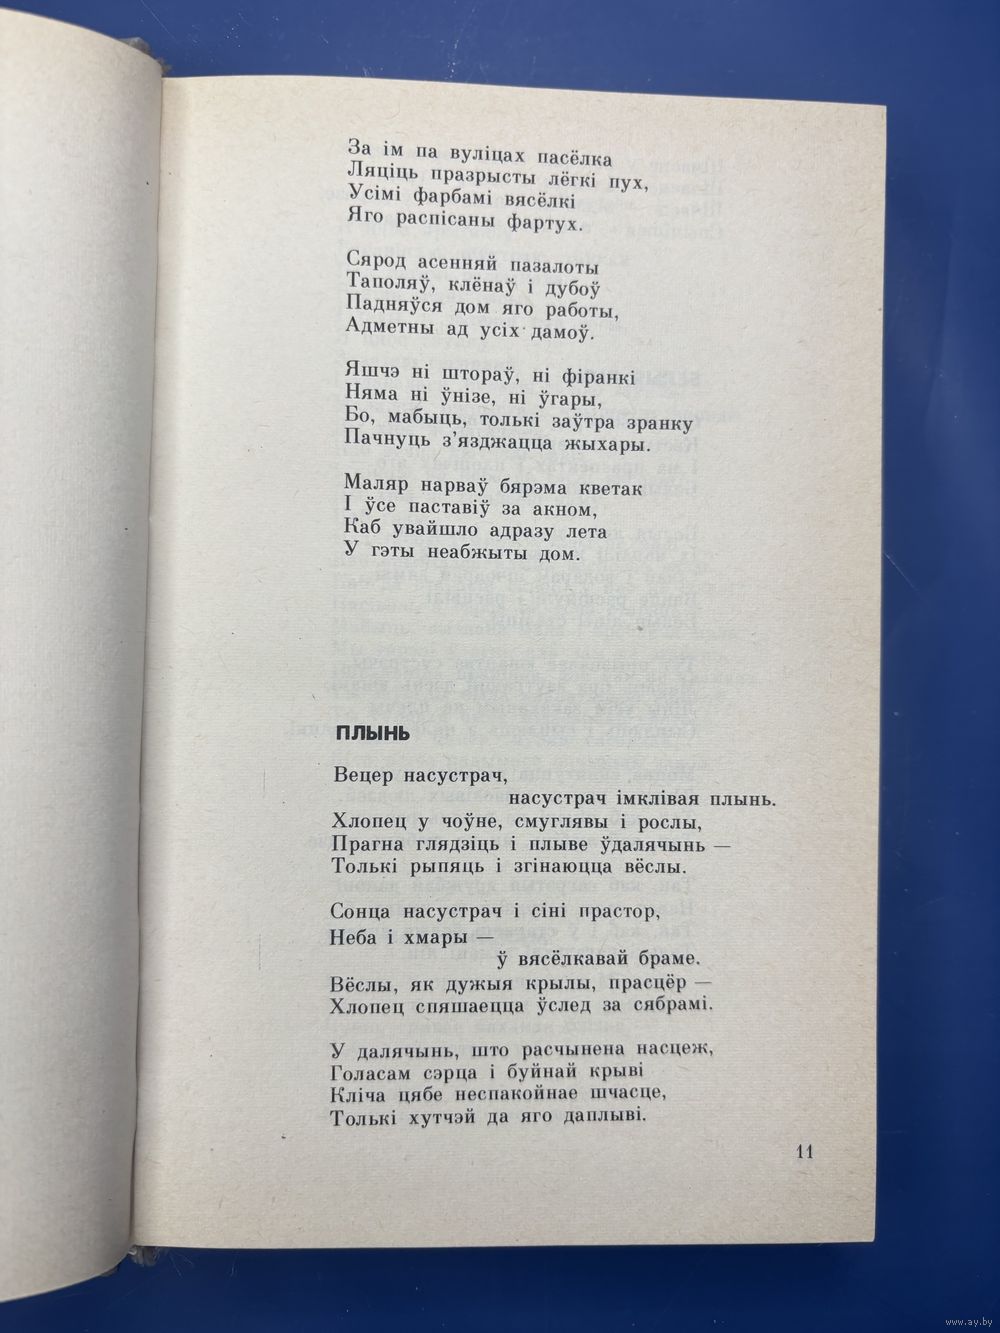 За ім па вуліцах пасёлка
Ляціць празрысты лёгкі пух,
Усімі фарбамі вясёлкі
Яго распісаны фартух.
Сярод асенняй пазалоты
Таполяў, клёнаў і дубоў
Падняўся дом яго работы,
Адметны ад усіх дамоў.
Яшчэ ні штораў, ні фіранкі
Няма ні ўнізе, ні ўгары,
Бо, мабыць, толькі заўтра зранку
Пачнуць з’язджацца жыхары.
Маляр нарваў бярэма кветак
І ўсе паставіў за акном,
Каб увайшло адразу лета
У гэты неабжыты дом.
ПЛЫНЬ
Вецер насустрач,
насустрач імклівая плынь.
Хлопец у чоўне, смуглявы і рослы,
Прагна глядзіць і плыве ўдалячынь —
Толькі рыпяць і згінаюцца вёслы.
Сонца насустрач і сіні прастор,
Неба і хмары —
ў вясёлкавай браме.
Вёслы, як дужыя крылы, прасцёр —
Хлопец спяшаецца ўслед за сябрамі.
У далячынь, што расчынена насцеж,
Голасам сэрца і буйнай крыві
Кліча цябе неспакойнае шчасце,
Толькі хутчэй да яго даплыві.
11
www.ay.by